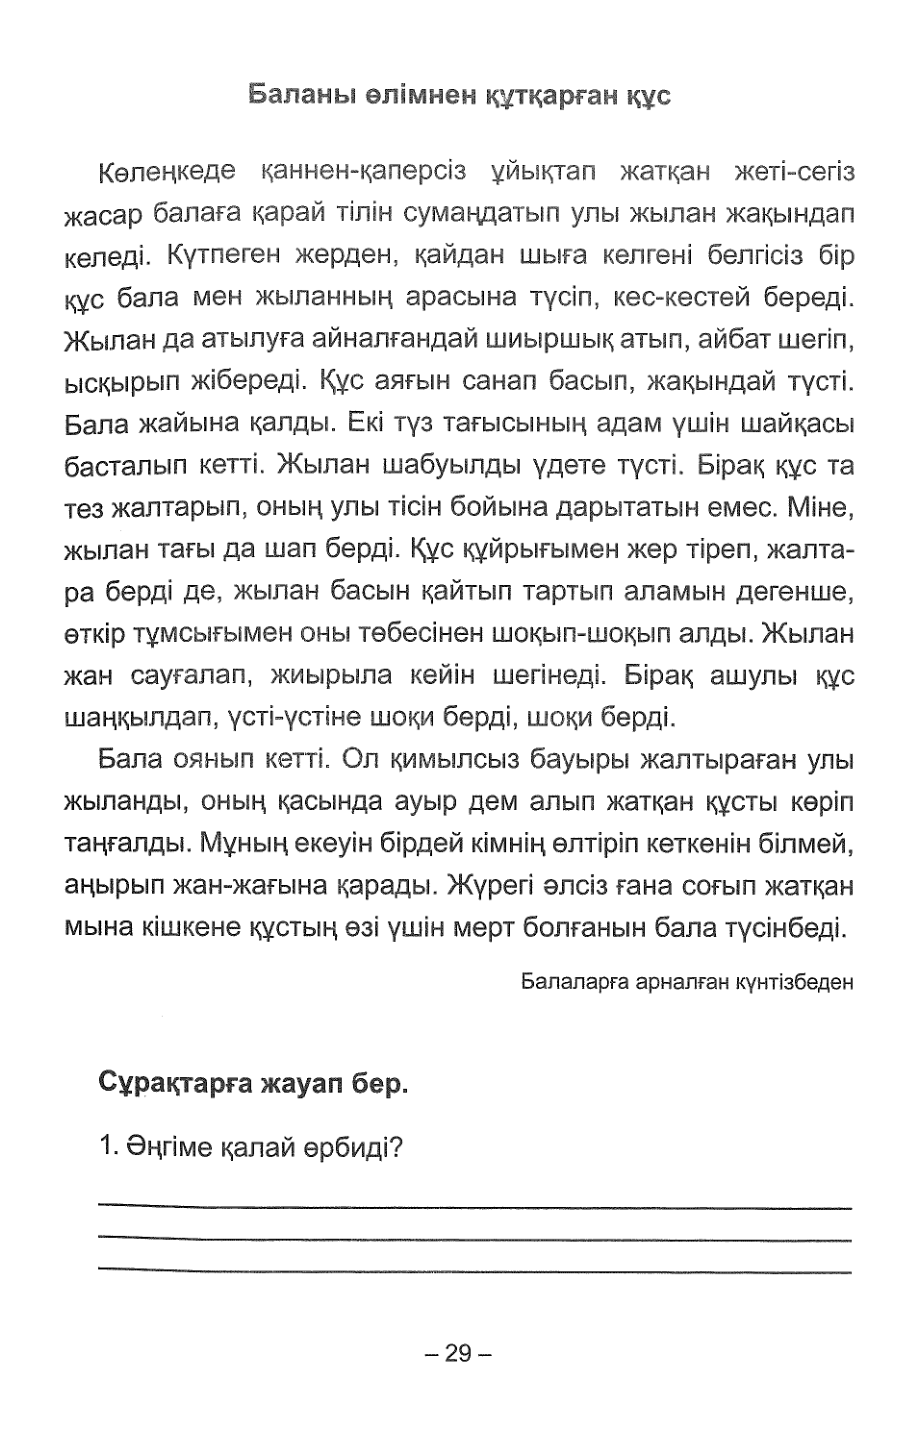 Баланы өлімнен құтқарған құс
Көлеңкеде қаннен-қаперсіз ұйықтап жатқан жеті-сегіз
жасар балаға қарай тілін сумаңдатып улы жылан жақындап
келеді. Күтпеген жерден, қайдан шыға келгені белгісіз бір
құс бала мен жыланның арасына түсіп, кес-кестей береді.
Жылан да атылуға айналғандай шиыршық атып, айбат шегіп,
ысқырып жібереді. Құс аяғын санап басып, жақындай түсті.
Бала жайына қалды. Екі түз тағысының адам үшін шайқасы
басталып кетті. Жылан шабуылды үдете түсті. Бірақ құс та
тез жалтарып, оның улы тісін бойына дарытатын емес. Міне,
жылан тағы да шап берді. Құс құйрығымен жер тіреп, жалта-
ра берді де, жылан басын қайтып тартып аламын дегенше,
өткір тұмсығымен оны төбесінен шоқып-шоқып алды. Жылан
жан сауғалап, жиырыла кейін шегінеді. Бірақ ашулы құс
шаңқылдап, үсті-үстіне шоқи берді, шоқи берді.
Бала оянып кетті. Ол қимылсыз бауыры жалтыраған улы
жыланды, оның қасында ауыр дем алып жатқан құсты көріп
таңғалды. Мұның екеуін бірдей кімнің өлтіріп кеткенін білмей,
аңырып жан-жағына қарады. Жүрегі әлсіз ғана соғып жатқан
мына кішкене құстың өзі үшін мерт болғанын бала түсінбеді.
Балаларға арналған күнтізбеден
Сұрақтарға жауап бер.
1. Әңгіме қалай өрбиді?
– 29 –